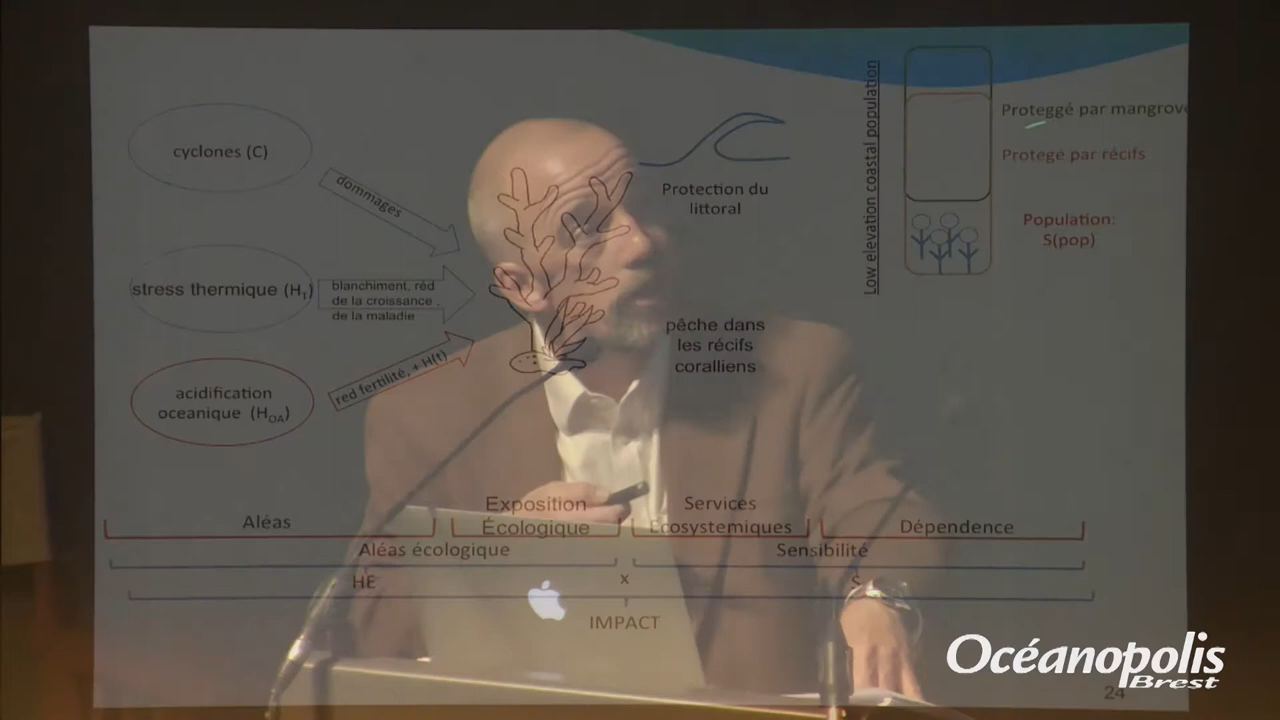 cyclones (C)
dommages
stress thermique (HT)
blanchiment, réd
de la croissance .
de la maladie
acidification
oceanique (HOA)
red fertilité, + H(t)
Protection du
littoral
pêche dans
les récifs
coralliens
Low elevation coastal population
Proteggé par mangrove
Protegé par récifs
Population:
S(pop)
Aléas
Exposition
Écologique
Services
Ecosystemiques
Dépendence
Aléas écologique
Sensibilité
HE
x
S
IMPACT
Océanopolis
Brest
24